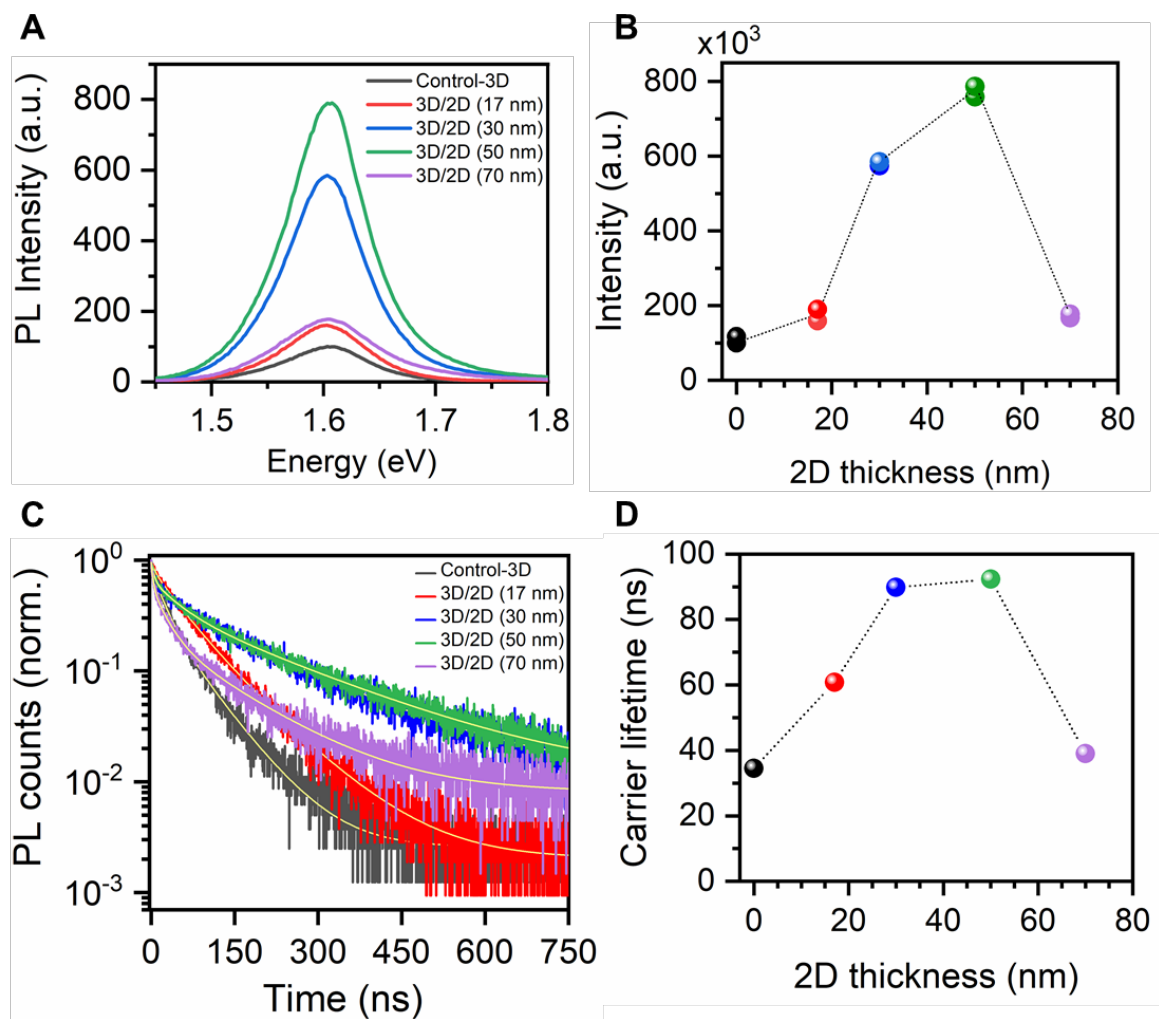 A
PL Intensity (a.u.)
800
600
400
200
0
1.5
1.6
1.7
1.8
Energy (eV)
Control-3D
3D/2D (17 nm)
3D/2D (30 nm)
3D/2D (50 nm)
3D/2D (70 nm)
B
x10³
Intensity (a.u.)
800
600
400
200
0
0
20
40
60
80
2D thickness (nm)
C
PL counts (norm.)
10⁰
10⁻¹
10⁻²
10⁻³
0
150
300
450
600
750
Time (ns)
Control-3D
3D/2D (17 nm)
3D/2D (30 nm)
3D/2D (50 nm)
3D/2D (70 nm)
D
Carrier lifetime (ns)
100
80
60
40
20
0
0
20
40
60
80
2D thickness (nm)